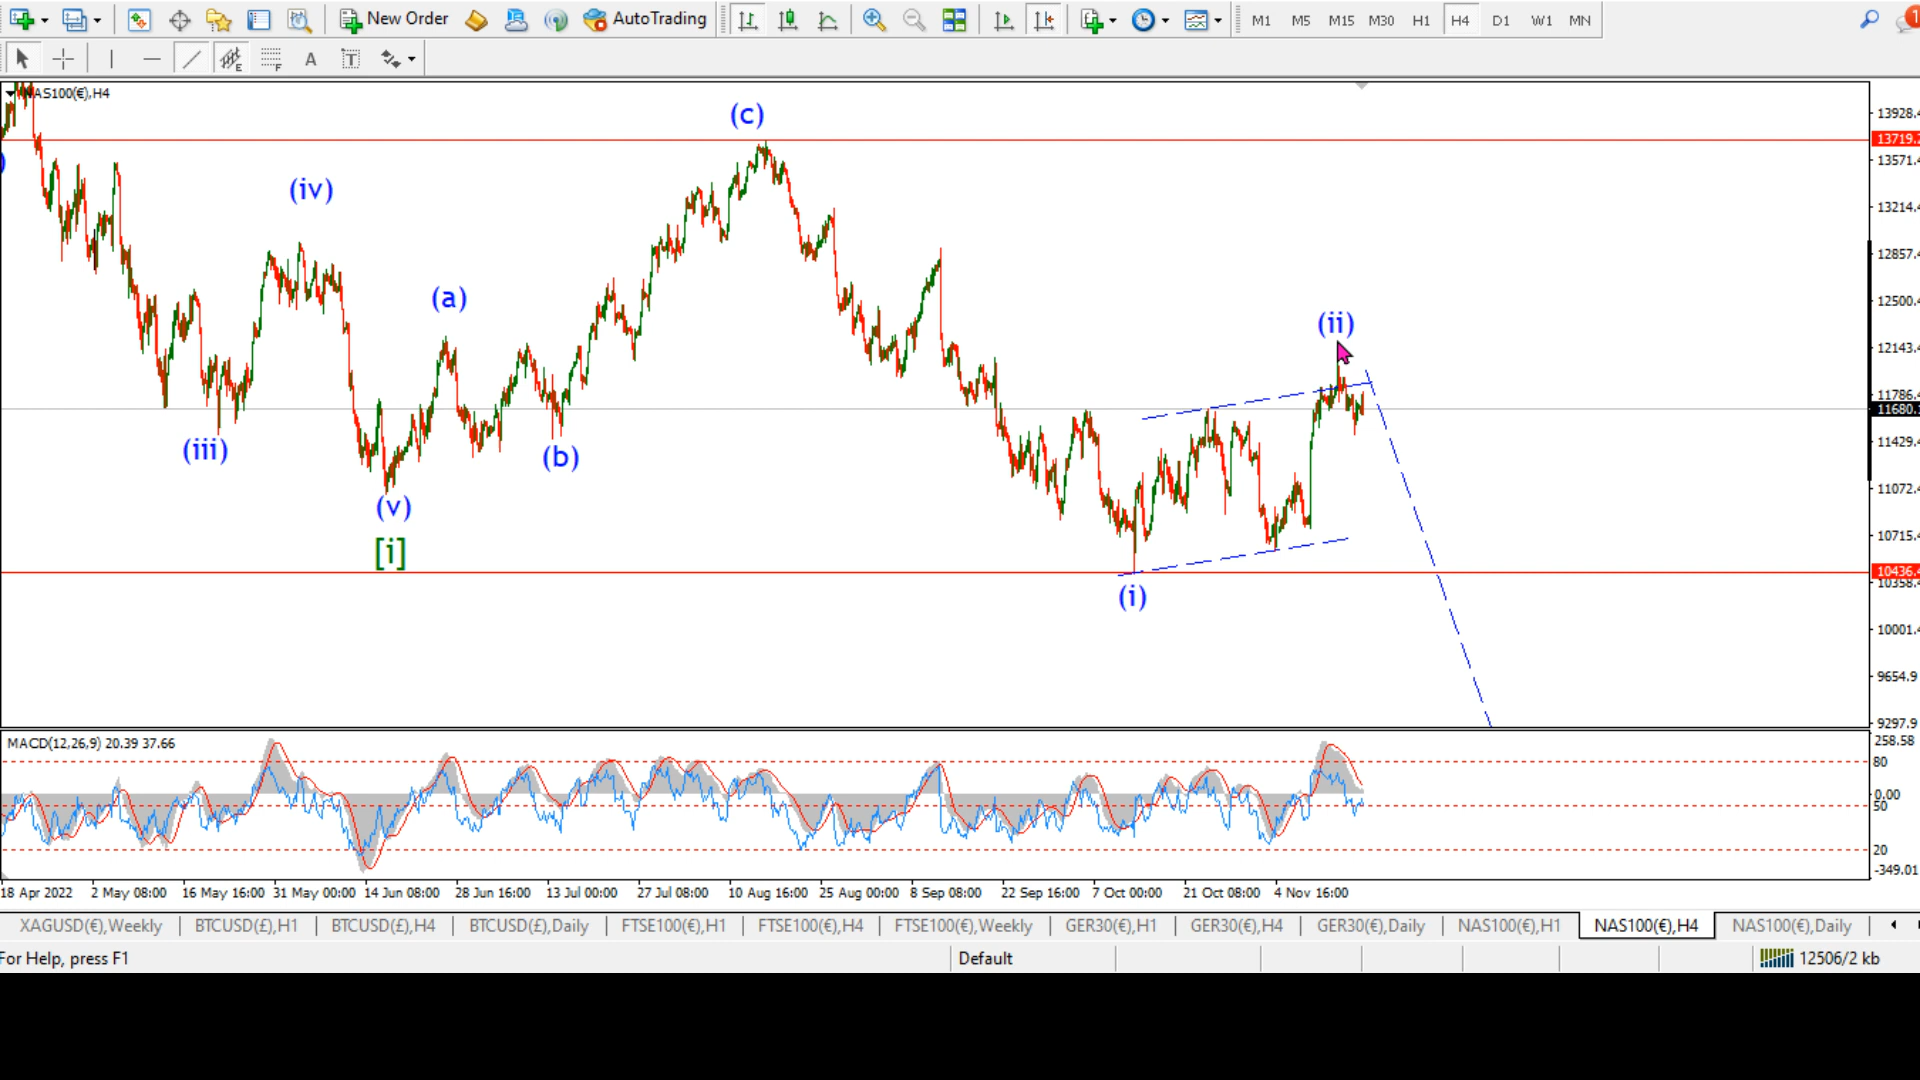 New Order
AutoTrading
M1 M5 M15 M30 H1 H4 D1 W1 MN
1
E F A T
NAS100(€),H4
(c)
13928.4
13719.
13571.4
(iv)
13214.4
12857.4
(a)
12500.4
(ii)
12143.4
11786.4
11680.
(iii)
(b)
11429.4
11072.4
(v)
[i]
10715.4
10436.4
10358.4
(i)
10001.4
9654.9
9297.9
MACD(12,26,9) 20.39 37.66
258.58
80
0.00
50
20
-349.01
18 Apr 2022 2 May 08:00 16 May 16:00 31 May 00:00 14 Jun 08:00 28 Jun 16:00 13 Jul 00:00 27 Jul 08:00 10 Aug 16:00 25 Aug 00:00 8 Sep 08:00 22 Sep 16:00 7 Oct 00:00 21 Oct 08:00 4 Nov 16:00
XAGUSD(€),Weekly BTCUSD(£),H1 BTCUSD(£),H4 BTCUSD(£),Daily FTSE100(€),H1 FTSE100(€),H4 FTSE100(€),Weekly GER30(€),H1 GER30(€),H4 GER30(€),Daily NAS100(€),H1 NAS100(€),H4 NAS100(€),Daily
For Help, press F1 Default 12506/2 kb